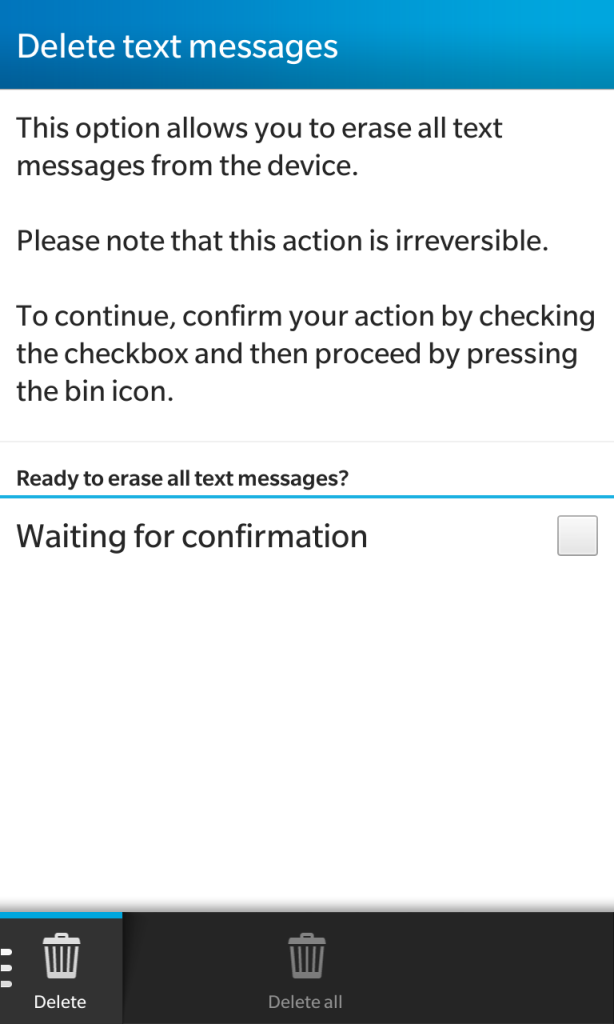 Delete text messages
This option allows you to erase all text
messages from the device.
Please note that this action is irreversible.
To continue, confirm your action by checking
the checkbox and then proceed by pressing
the bin icon.
Ready to erase all text messages?
Waiting for confirmation
Delete
Delete all